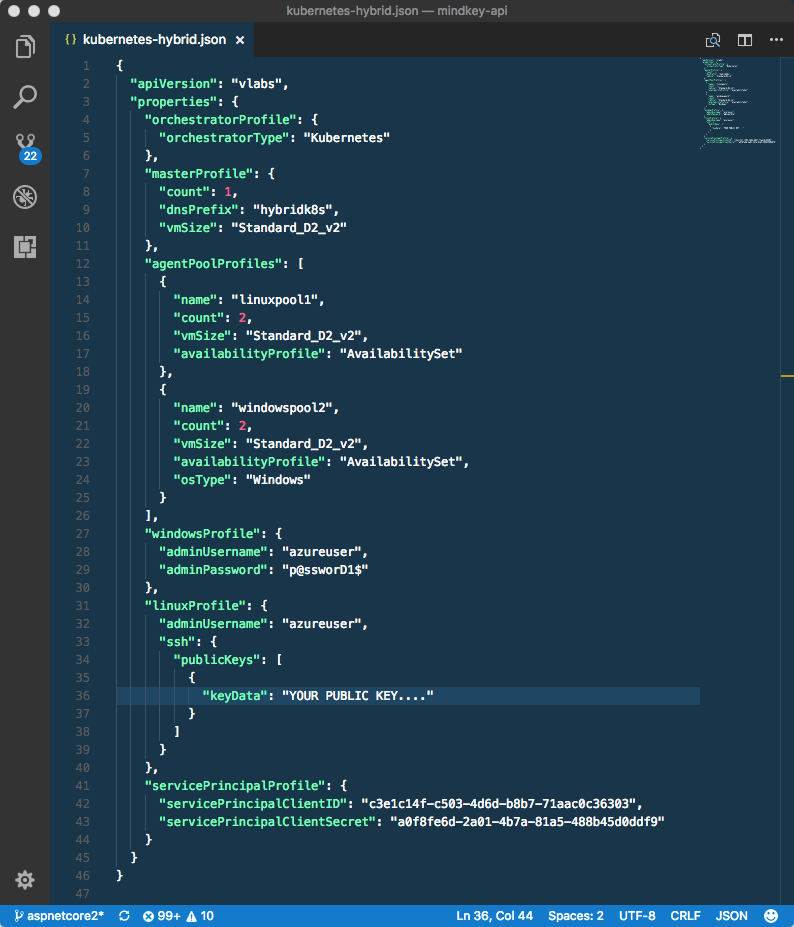 kubernetes-hybrid.json — mindkey-api
{} kubernetes-hybrid.json ×
22
1 {
2 "apiVersion": "vlabs",
3 "properties": {
4 "orchestratorProfile": {
5 "orchestratorType": "Kubernetes"
6 },
7 "masterProfile": {
8 "count": 1,
9 "dnsPrefix": "hybridk8s",
10 "vmSize": "Standard_D2_v2"
11 },
12 "agentPoolProfiles": [
13 {
14 "name": "linuxpool1",
15 "count": 2,
16 "vmSize": "Standard_D2_v2",
17 "availabilityProfile": "AvailabilitySet"
18 },
19 {
20 "name": "windowspool2",
21 "count": 2,
22 "vmSize": "Standard_D2_v2",
23 "availabilityProfile": "AvailabilitySet",
24 "osType": "Windows"
25 }
26 ],
27 "windowsProfile": {
28 "adminUsername": "azureuser",
29 "adminPassword": "p@ssworD1$"
30 },
31 "linuxProfile": {
32 "adminUsername": "azureuser",
33 "ssh": {
34 "publicKeys": [
35 {
36 "keyData": "YOUR PUBLIC KEY...."
37 }
38 ]
39 }
40 },
41 "servicePrincipalProfile": {
42 "servicePrincipalClientID": "c3e1c14f-c503-4d6d-b8b7-71aac0c36303",
43 "servicePrincipalClientSecret": "a0f8fe6d-2a01-4b7a-81a5-488b45d0ddf9"
44 }
45 }
46 }
47
aspnetcore2* 99+ 10 Ln 36, Col 44 Spaces: 2 UTF-8 CRLF JSON